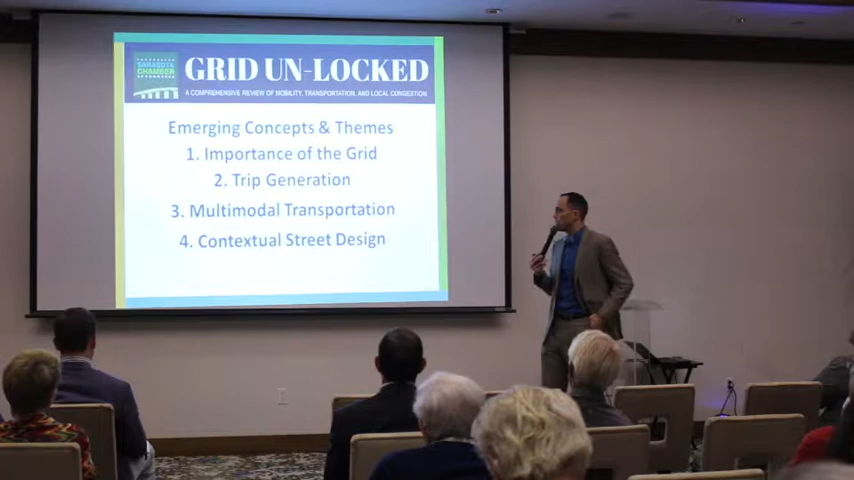 SARASOTA
CHAMBER
GRID UN-LOCKED
A COMPREHENSIVE REVIEW OF MOBILITY, TRANSPORTATION, AND LOCAL CONGESTION
Emerging Concepts & Themes
1. Importance of the Grid
2. Trip Generation
3. Multimodal Transportation
4. Contextual Street Design